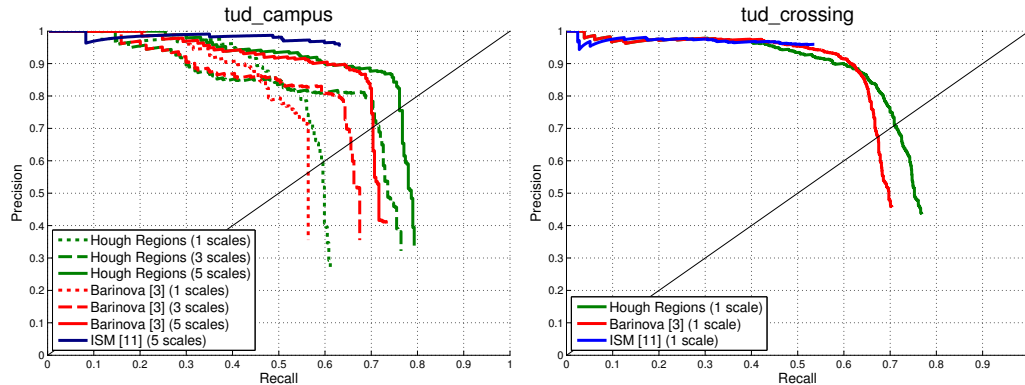 tud_campus
1
0.9
0.8
0.7
0.6
0.5
0.4
0.3
0.2
0.1
0
Precision
Hough Regions (1 scales)
Hough Regions (3 scales)
Hough Regions (5 scales)
Barinova [3] (1 scales)
Barinova [3] (3 scales)
Barinova [3] (5 scales)
ISM [11] (5 scales)
0 0.1 0.2 0.3 0.4 0.5 0.6 0.7 0.8 0.9 1
Recall
tud_crossing
1
0.9
0.8
0.7
0.6
0.5
0.4
0.3
0.2
0.1
0
Precision
Hough Regions (1 scale)
Barinova [3] (1 scale)
ISM [11] (1 scale)
0 0.1 0.2 0.3 0.4 0.5 0.6 0.7 0.8 0.9
Recall